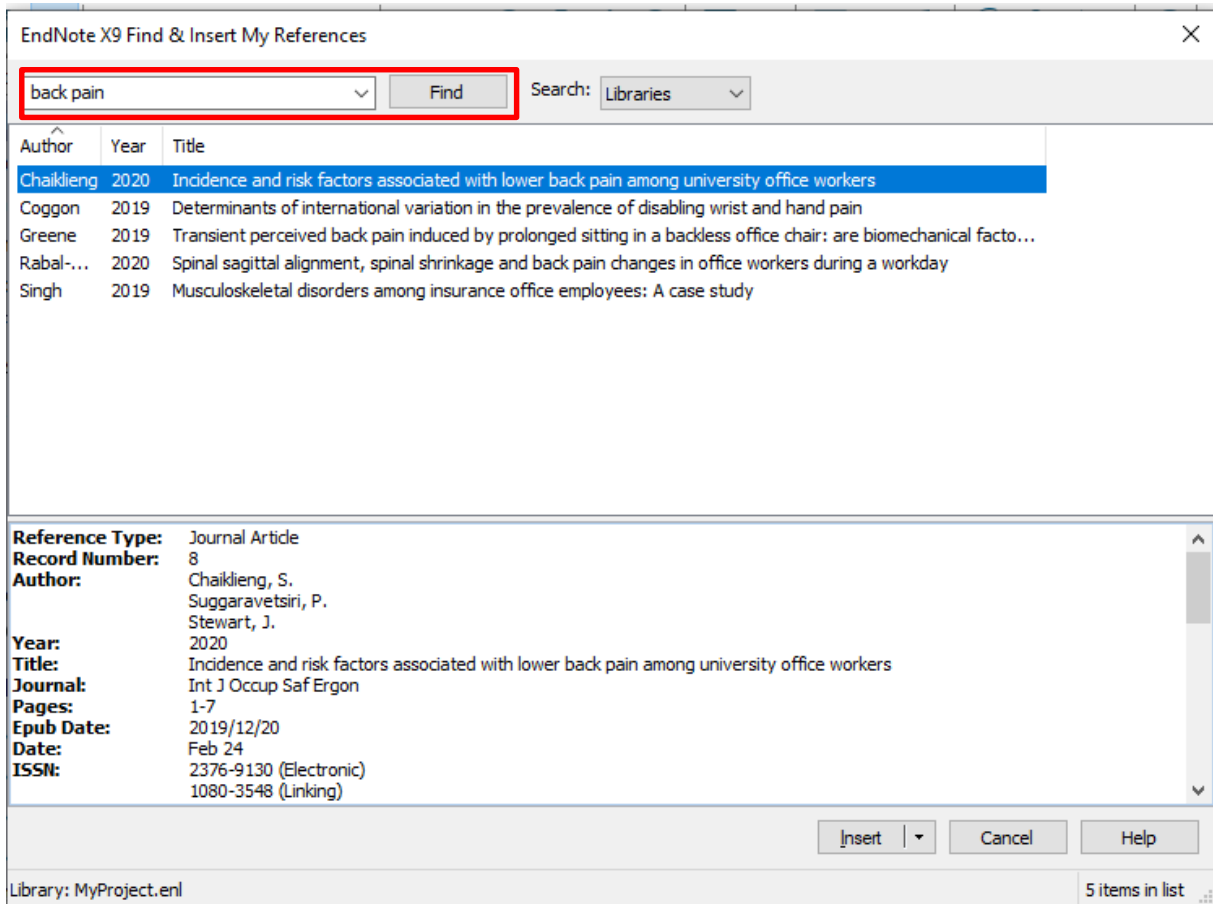 EndNote X9 Find & Insert My References
back pain Find Search: Libraries
Author Year Title
Chaiklieng 2020 Incidence and risk factors associated with lower back pain among university office workers
Coggon 2019 Determinants of international variation in the prevalence of disabling wrist and hand pain
Greene 2019 Transient perceived back pain induced by prolonged sitting in a backless office chair: are biomechanical facto...
Rabal-... 2020 Spinal sagittal alignment, spinal shrinkage and back pain changes in office workers during a workday
Singh 2019 Musculoskeletal disorders among insurance office employees: A case study
Reference Type: Journal Article
Record Number: 8
Author: Chaiklieng, S.
Suggaravetsiri, P.
Stewart, J.
Year: 2020
Title: Incidence and risk factors associated with lower back pain among university office workers
Journal: Int J Occup Saf Ergon
Pages: 1-7
Epub Date: 2019/12/20
Date: Feb 24
ISSN: 2376-9130 (Electronic)
1080-3548 (Linking)
Insert Cancel Help
Library: MyProject.enl 5 items in list